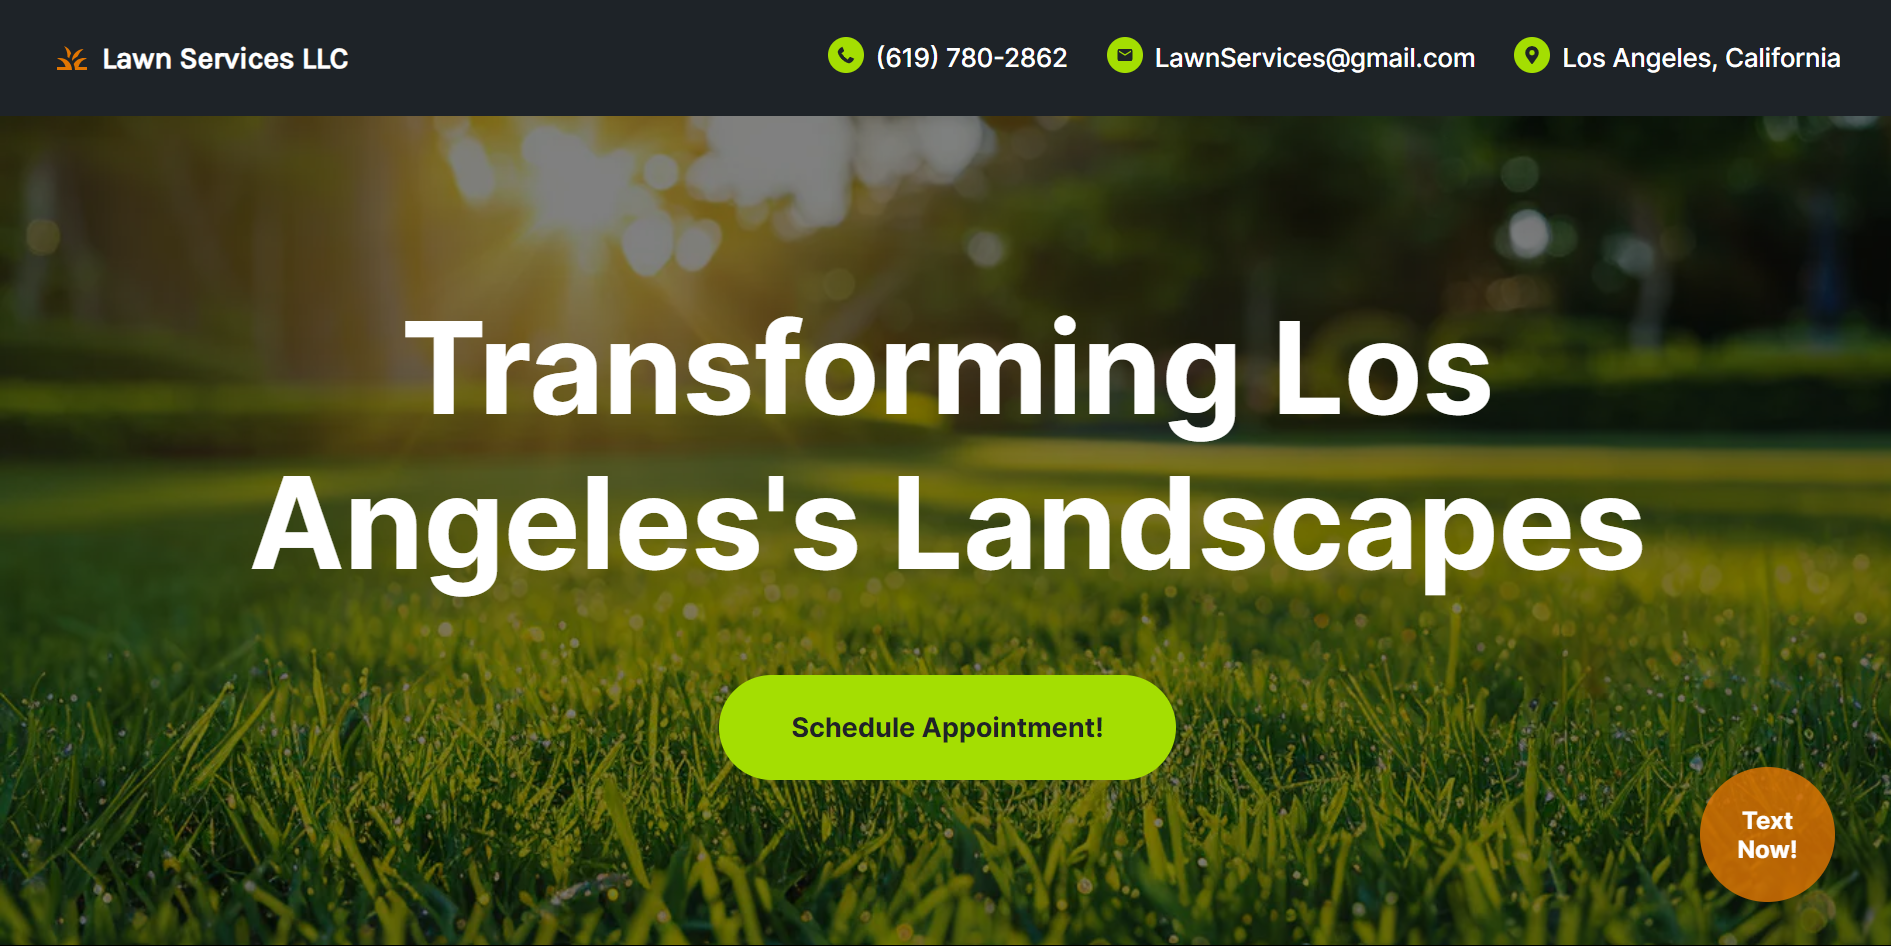 Lawn Services LLC
(619) 780-2862
LawnServices@gmail.com
Los Angeles, California
Transforming Los
Angeles's Landscapes
Schedule Appointment!
Text
Now!